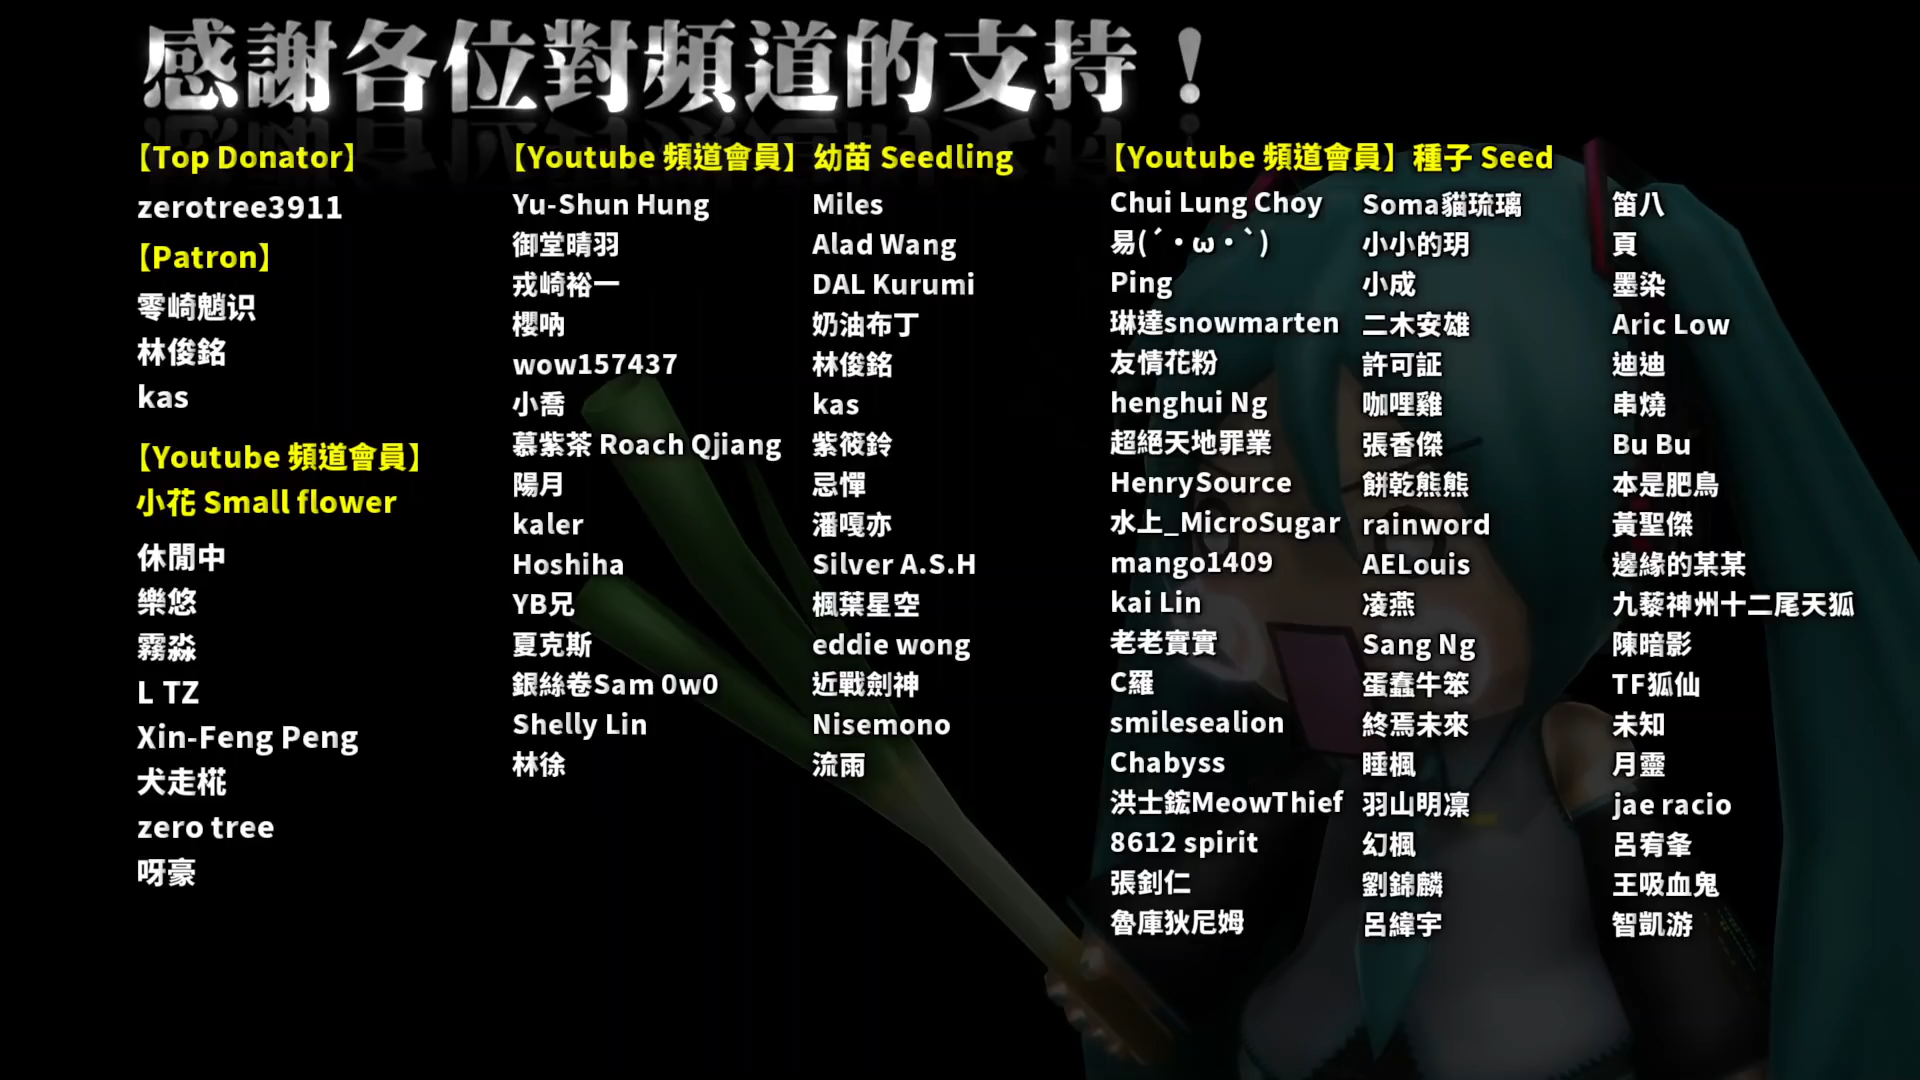 感謝各位對頻道的支持！
【Top Donator】
zerotree3911
【Patron】
零崎魈识
林俊銘
kas
【Youtube 頻道會員】
小花 Small flower
休閒中
樂悠
霧淼
L TZ
Xin-Feng Peng
犬走椛
zero tree
呀豪
【Youtube 頻道會員】幼苗 Seedling
Yu-Shun Hung
御堂晴羽
戎崎裕一
櫻吶
wow157437
小喬
慕紫茶 Roach Qjiang
陽月
kaler
Hoshiha
YB兄
夏克斯
銀絲卷Sam 0w0
Shelly Lin
林徐
Miles
Alad Wang
DAL Kurumi
奶油布丁
林俊銘
kas
紫筱鈴
忌憚
潘嘎亦
Silver A.S.H
楓葉星空
eddie wong
近戰劍神
Nisemono
流雨
【Youtube 頻道會員】種子 Seed
Chui Lung Choy
易(´・ω・`)
Ping
琳達snowmarten
友情花粉
henghui Ng
超絕天地罪業
HenrySource
水上_MicroSugar
mango1409
kai Lin
老老實實
C羅
smilesealion
Chabyss
洪士鋐MeowThief
8612 spirit
張釗仁
魯庫狄尼姆
Soma貓琉璃
小小的玥
小成
二木安雄
許可証
咖哩雞
張香傑
餅乾熊熊
rainword
AELouis
凌燕
Sang Ng
蛋蠢牛笨
終焉未來
睡楓
羽山明凜
幻楓
劉錦麟
呂緯宇
笛八
頁
墨染
Aric Low
迪迪
串燒
Bu Bu
本是肥鳥
黃聖傑
邊緣的某某
九藜神州十二尾天狐
陳暗影
TF狐仙
未知
月靈
jae racio
呂宥夆
王吸血鬼
智凱游